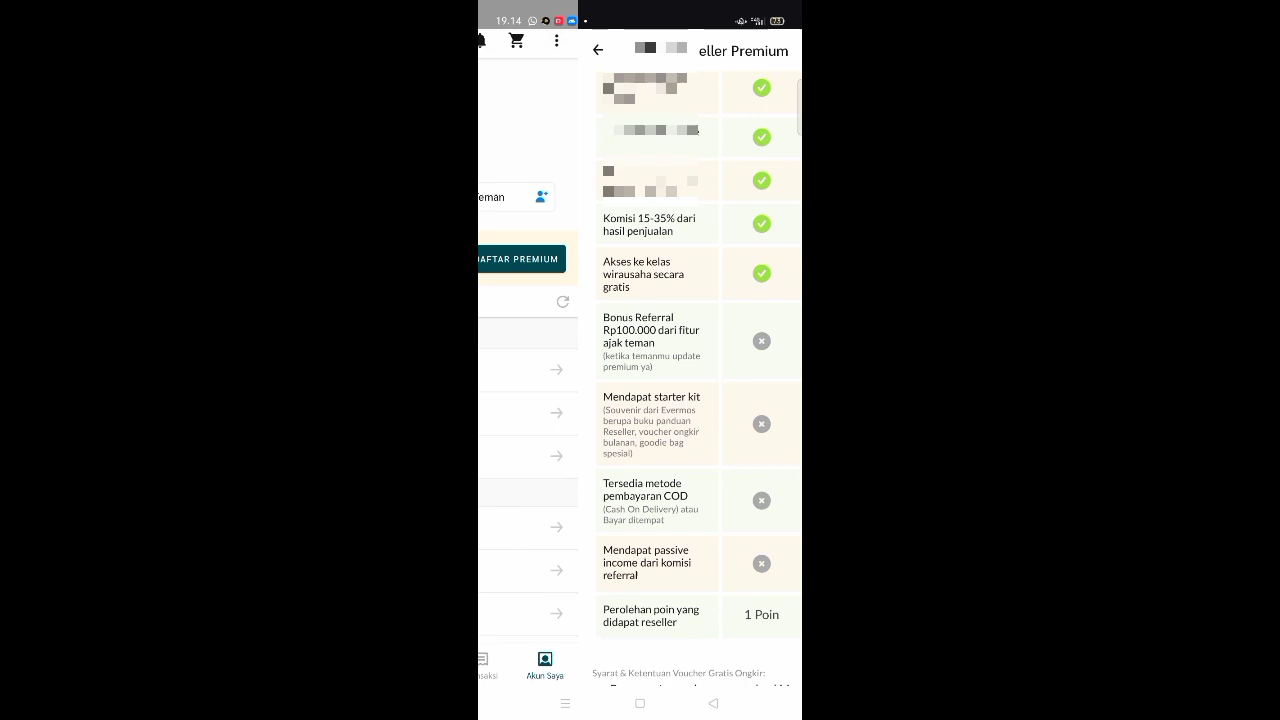 19.14
eller Premium
Teman
DAFTAR PREMIUM
Komisi 15-35% dari
hasil penjualan
Akses ke kelas
wirausaha secara
gratis
Bonus Referral
Rp100.000 dari fitur
ajak teman
(ketika temanmu update
premium ya)
Mendapat starter kit
(Souvenir dari Evermos
berupa buku panduan
Reseller, voucher ongkir
bulanan, goodie bag
spesial)
Tersedia metode
pembayaran COD
(Cash On Delivery) atau
Bayar ditempat
Mendapat passive
income dari komisi
referral
Perolehan poin yang
didapat reseller
1 Poin
Syarat & Ketentuan Voucher Gratis Ongkir:
nsaksi
Akun Saya